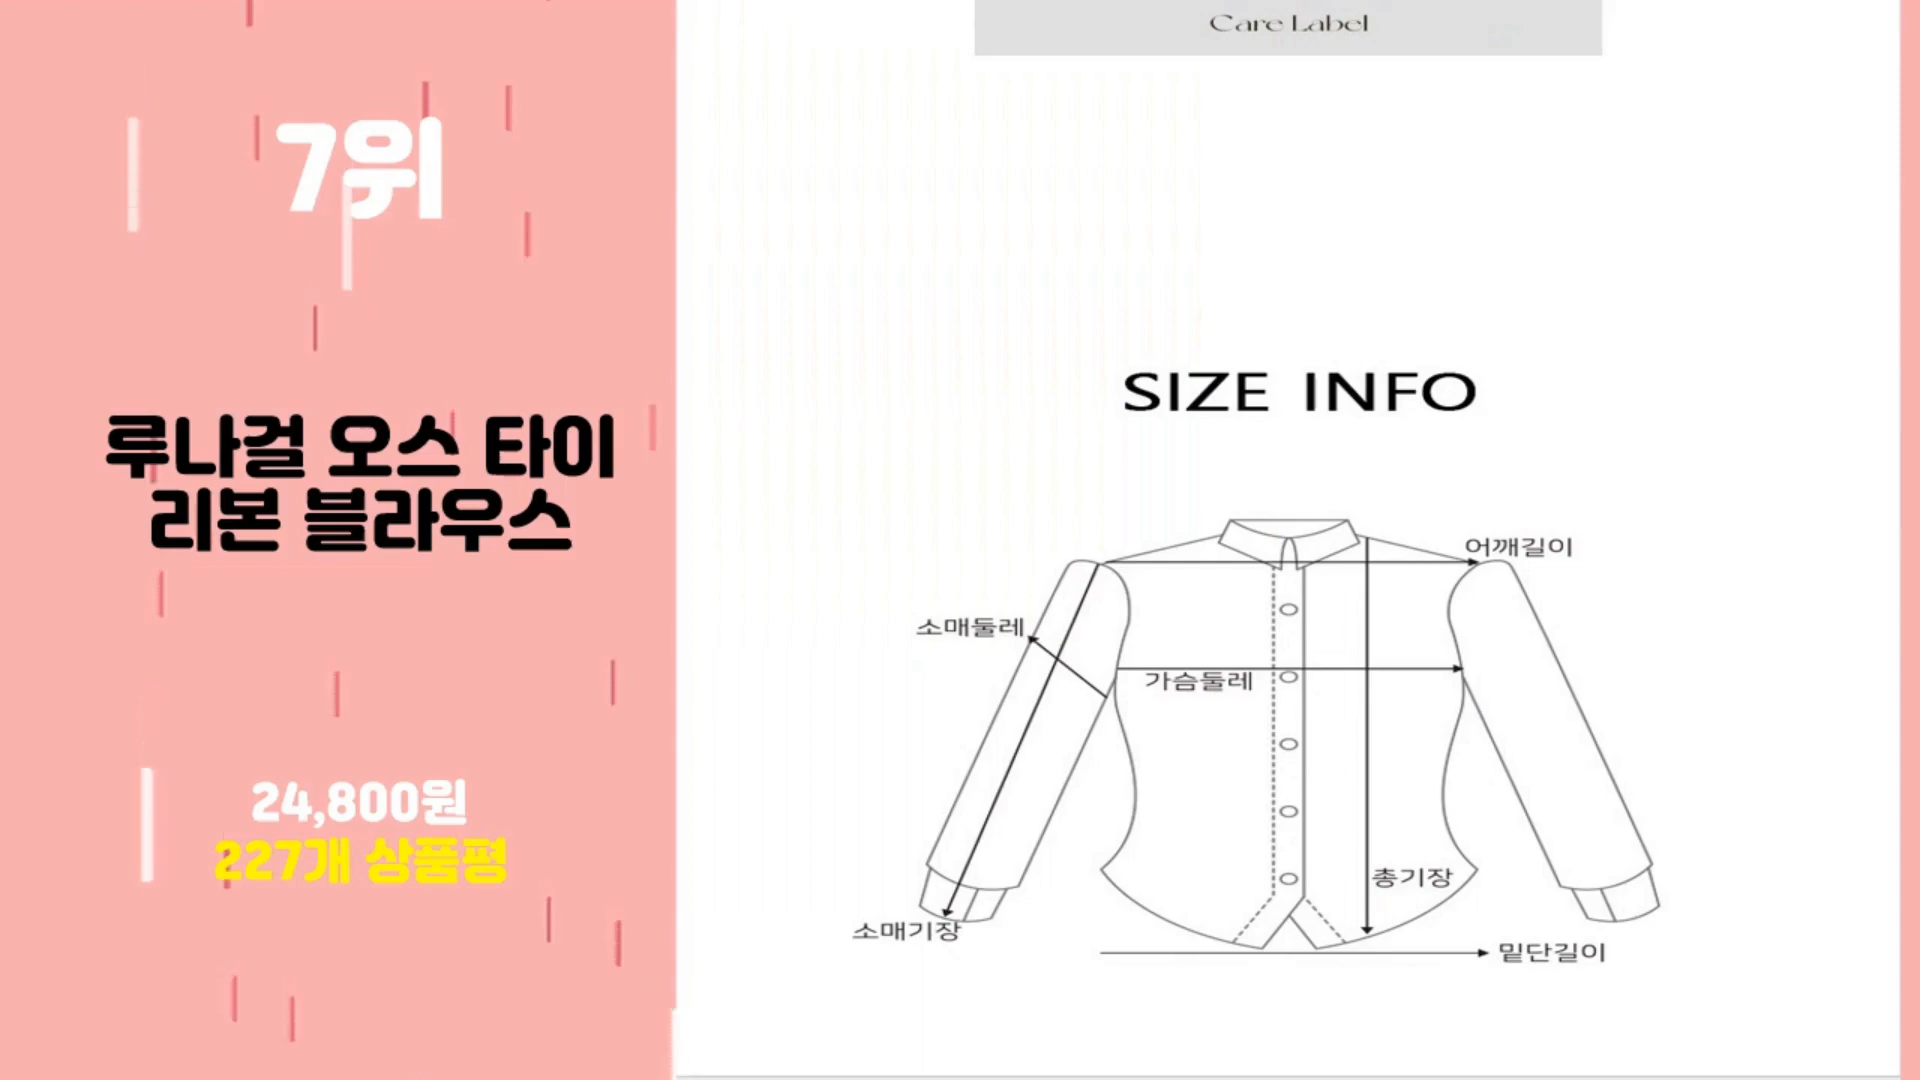 7위
루나걸 오스 타이
리본 블라우스
24,800원
227개 상품평
Care Label
SIZE INFO
어깨길이
소매둘레
가슴둘레
총기장
소매기장
밑단길이